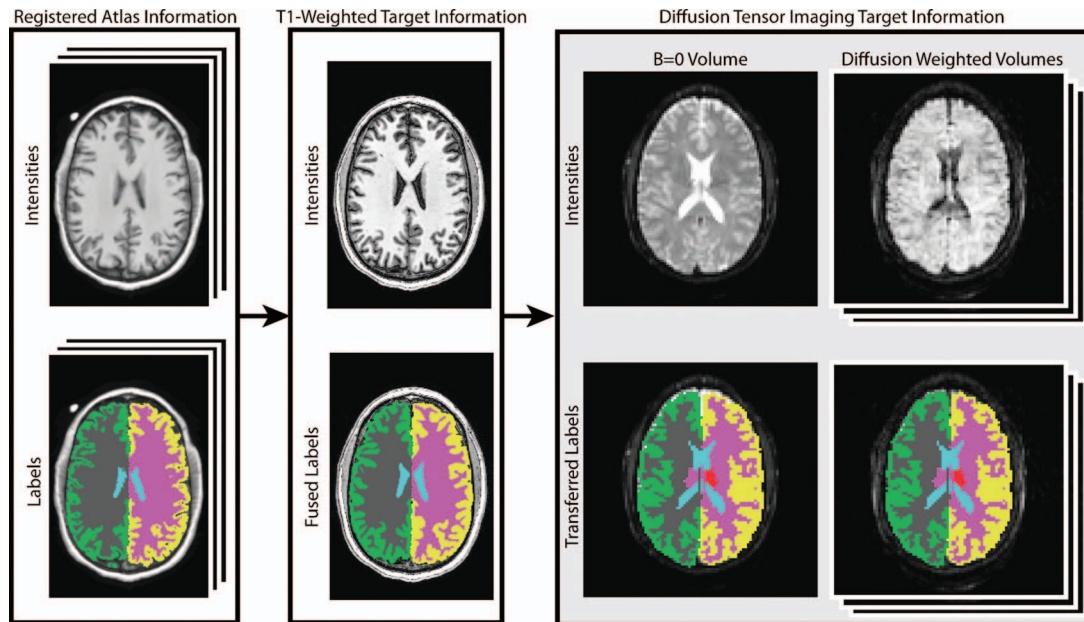 Registered Atlas Information
T1-Weighted Target Information
Diffusion Tensor Imaging Target Information
B=0 Volume
Diffusion Weighted Volumes
Intensities
Intensities
Intensities
Labels
Fused Labels
Transferred Labels